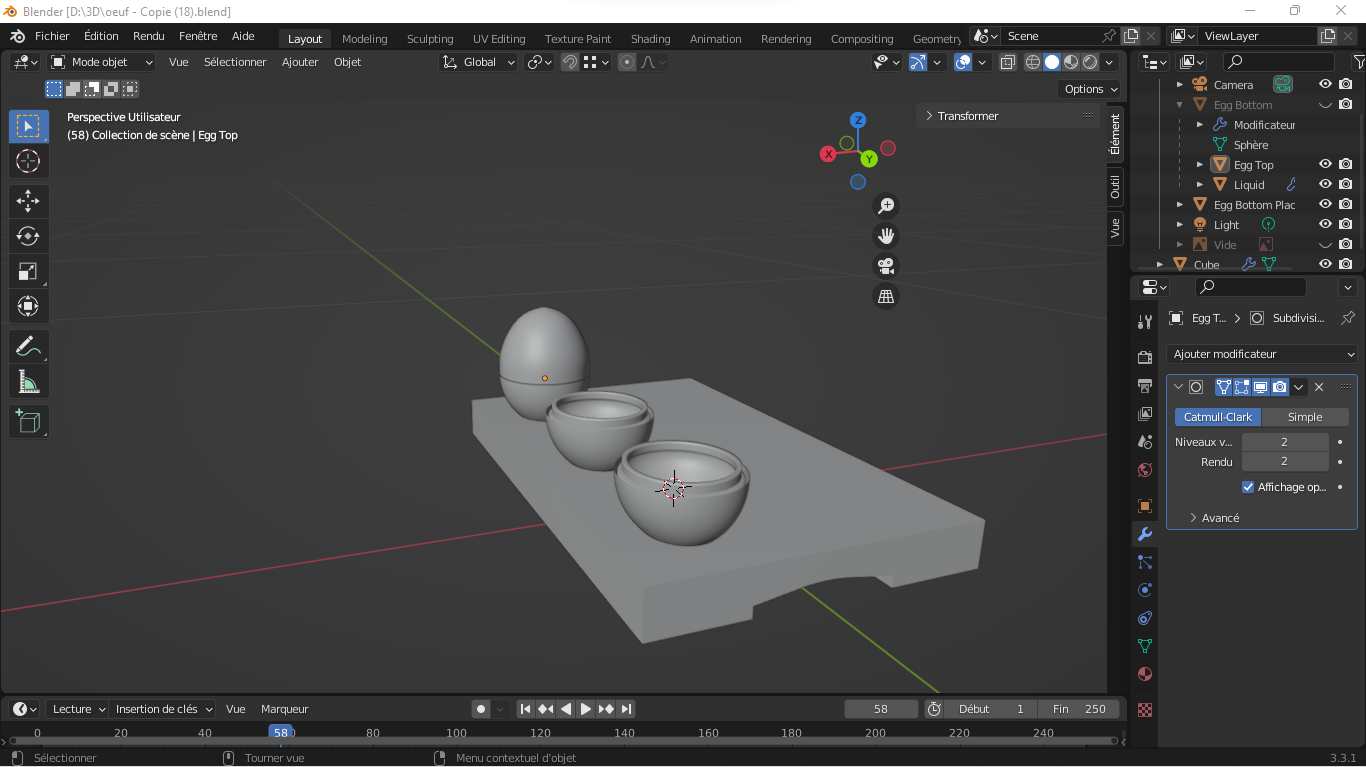 Blender [D:\3D\oeuf - Copie (18).blend]
Fichier Édition Rendu Fenêtre Aide Layout Modeling Sculpting UV Editing Texture Paint Shading Animation Rendering Compositing Geometry Scene ViewLayer
Mode objet Vue Sélectionner Ajouter Objet Global
Options
Perspective Utilisateur
(58) Collection de scène | Egg Top
Transformer
Z
X
Y
Élément
Outil
Vue
Camera
Egg Bottom
Modificateur
Sphère
Egg Top
Liquid
Egg Bottom Plac
Light
Vide
Cube
Egg T... Subdivisi...
Ajouter modificateur
Catmull-Clark Simple
Niveaux v... 2
Rendu 2
Affichage op...
Avancé
Lecture Insertion de clés Vue Marqueur 58 Début 1 Fin 250
0 20 40 58 80 100 120 140 160 180 200 220 240
Sélectionner Tourner vue Menu contextuel d'objet 3.3.1